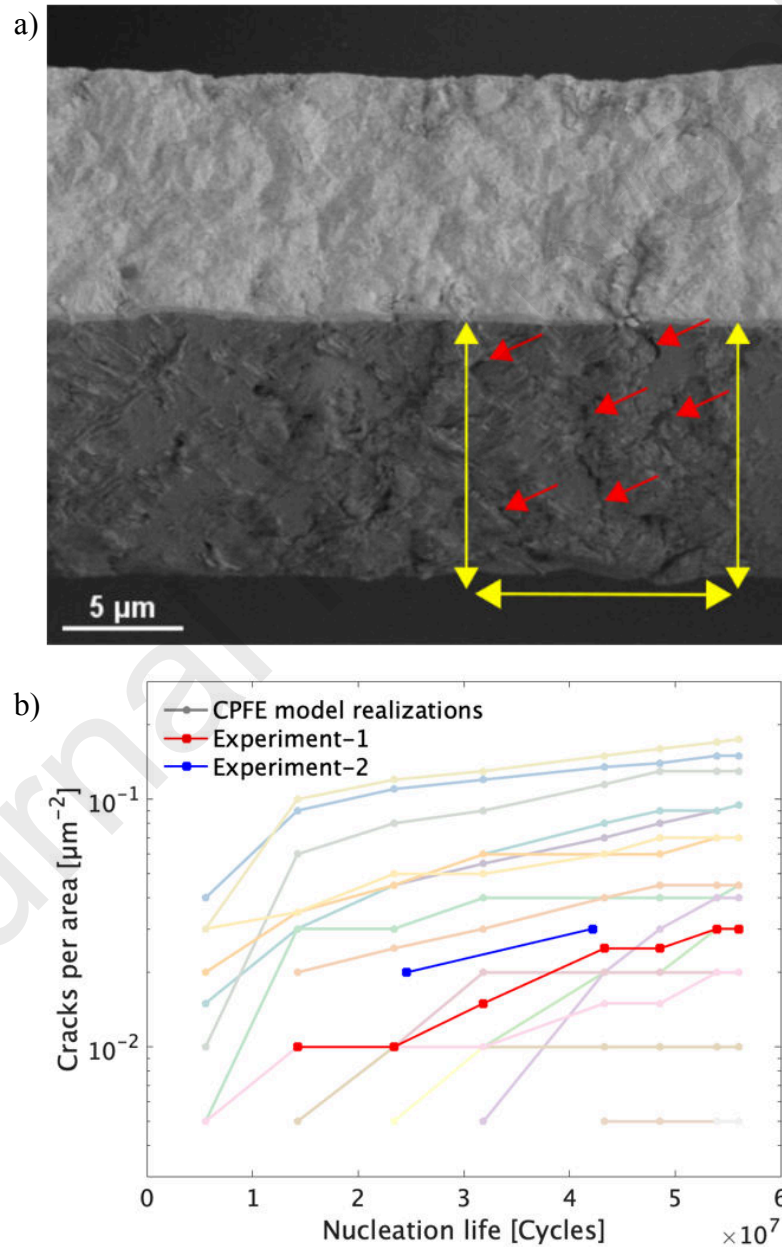 a)
5 µm
b)
CPFE model realizations
Experiment-1
Experiment-2
Cracks per area [µm⁻²]
10⁻¹
10⁻²
0 1 2 3 4 5 6
Nucleation life [Cycles]
×10⁷